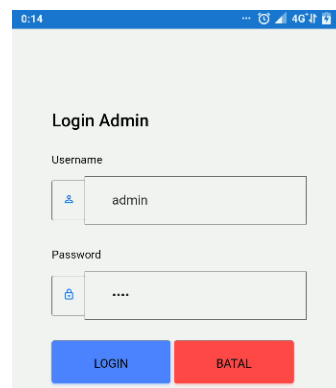 0:14 ... 4G
Login Admin
Username
admin
Password
••••
LOGIN BATAL